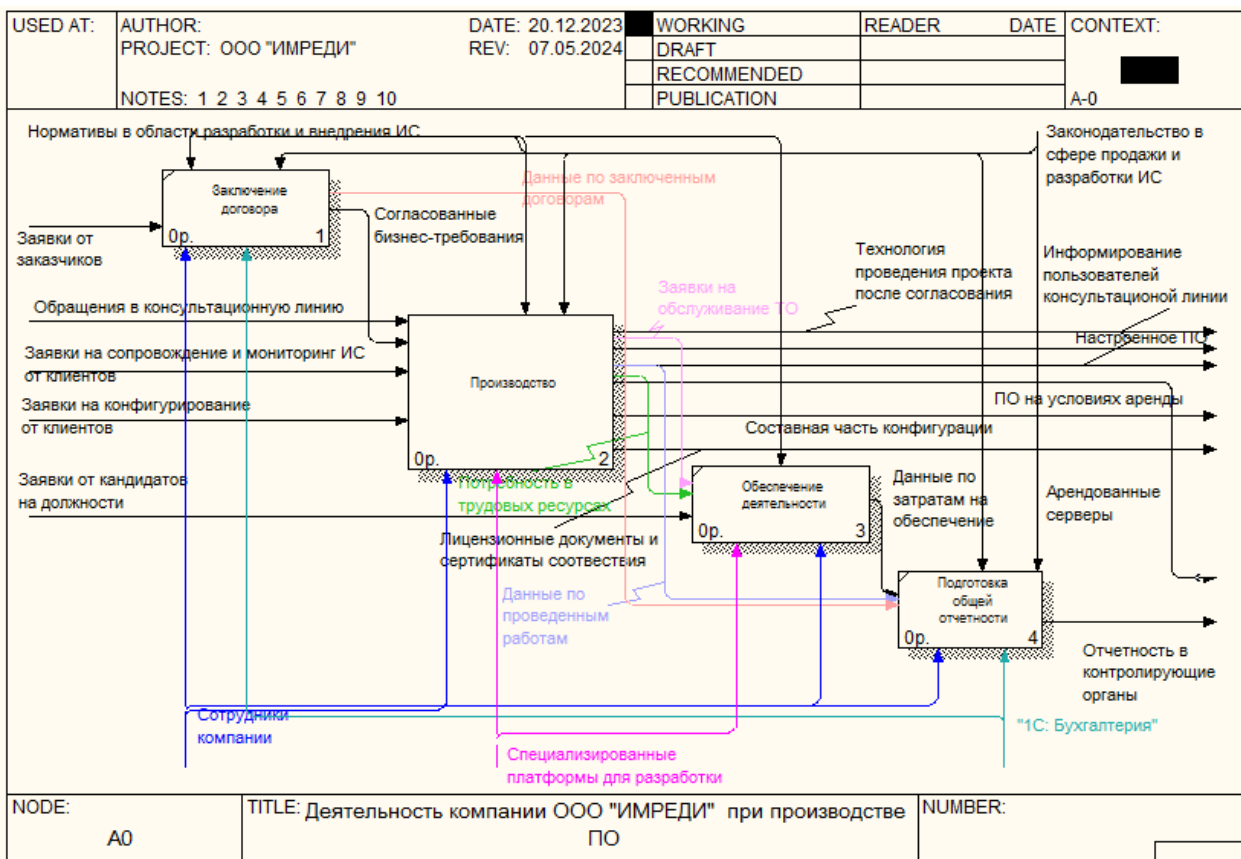 USED AT:
AUTHOR:
DATE: 20.12.2023
WORKING
READER
DATE
CONTEXT:
PROJECT: ООО "ИМРЕДИ"
REV: 07.05.2024
DRAFT
RECOMMENDED
NOTES: 1 2 3 4 5 6 7 8 9 10
PUBLICATION
A-0
Нормативы в области разработки и внедрения ИС
Законодательство в
сфере продажи и
разработки ИС
Заключение
договора
0р.
1
Данные по заключенным
договорам
Согласованные
бизнес-требования
Заявки от
заказчиков
Технология
проведения проекта
после согласования
Информирование
пользователей
консультационой линии
Заявки на
обслуживание ТО
Обращения в консультационную линию
Настроенное ПО
Заявки на сопровождение и мониторинг ИС
от клиентов
Производство
0р.
2
Заявки на конфигурирование
от клиентов
ПО на условиях аренды
Составная часть конфигурации
Заявки от кандидатов
на должности
Потребность в
трудовых ресурсах
Обеспечение
деятельности
0р.
3
Данные по
затратам на
обеспечение
Арендованные
серверы
Лицензионные документы и
сертификаты соотвествия
Данные по
проведенным
работам
Подготовка
общей
отчетности
0р.
4
Отчетность в
контролирующие
органы
Сотрудники
компании
"1С: Бухгалтерия"
Специализированные
платформы для разработки
NODE:
A0
TITLE: Деятельность компании ООО "ИМРЕДИ" при производстве
ПО
NUMBER: